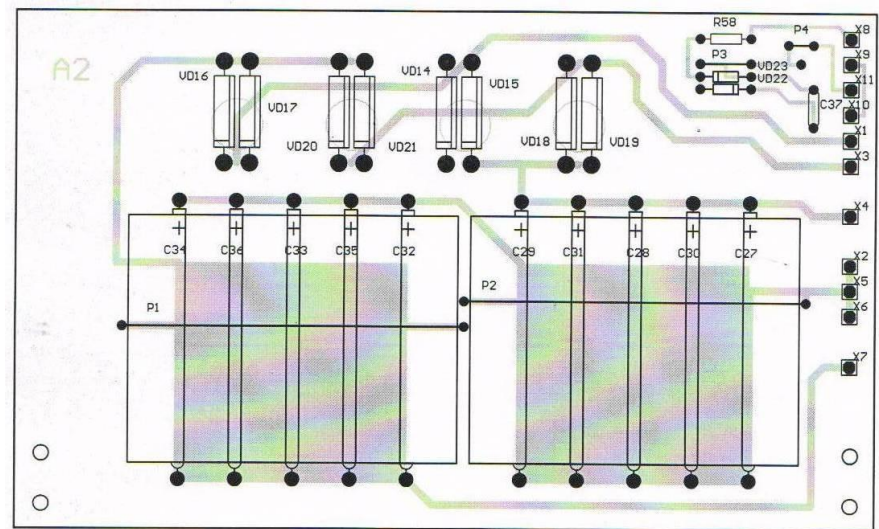 A2
R58
P4
X8
X9
P3
VD23
VD22
X11
C37
X10
VD16
VD17
VD14
VD15
VD20
VD21
VD18
VD19
X1
X3
X4
C34
C36
C33
C35
C32
C29
C31
C28
C30
C27
+
+
+
+
+
+
+
+
+
+
X2
X5
X6
P1
P2
X7